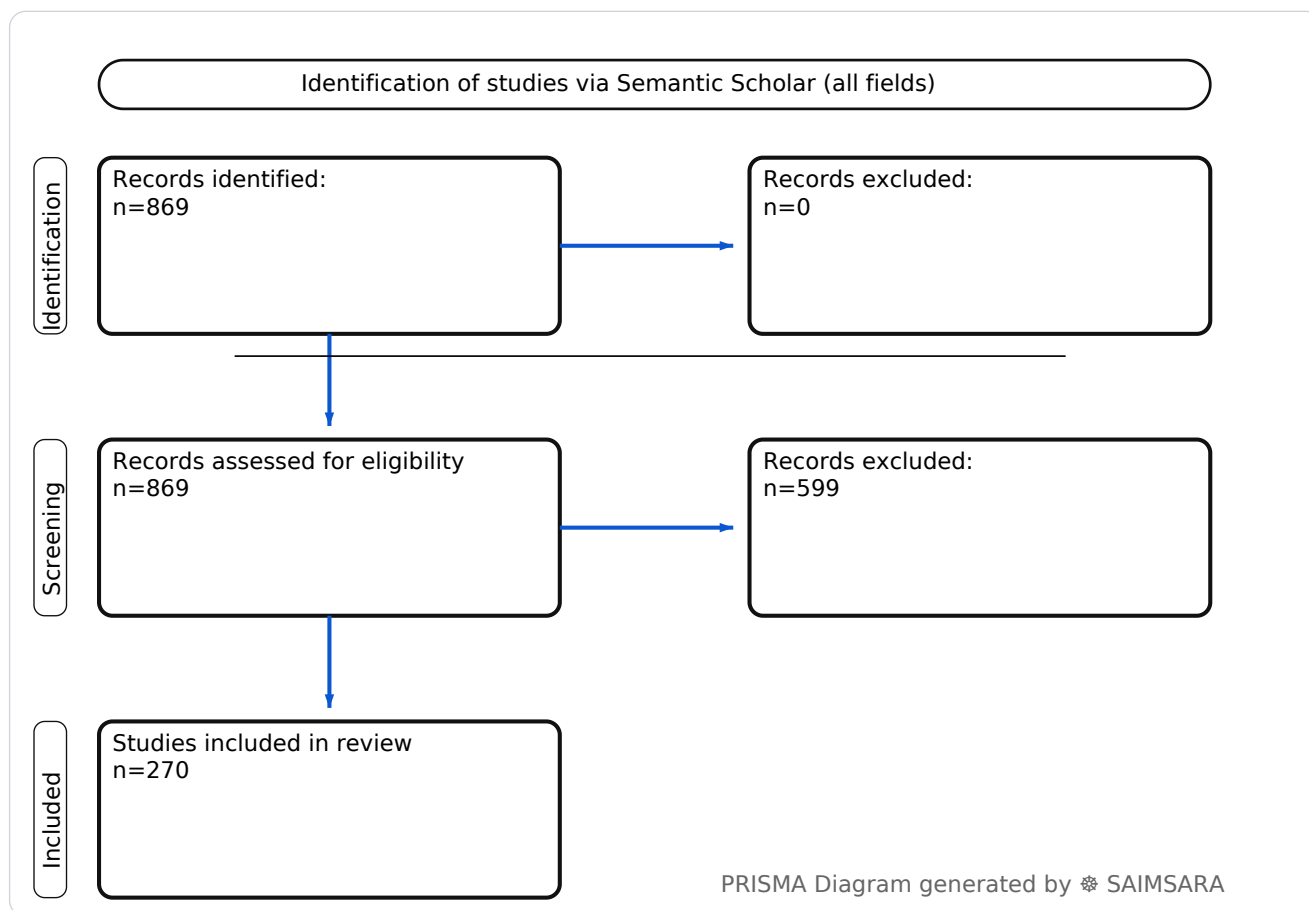 Identification of studies via Semantic Scholar (all fields)
Identification
Records identified:
n=869
Records excluded:
n=0
Screening
Records assessed for eligibility
n=869
Records excluded:
n=599
Included
Studies included in review
n=270
PRISMA Diagram generated by ☸ SAIMSARA